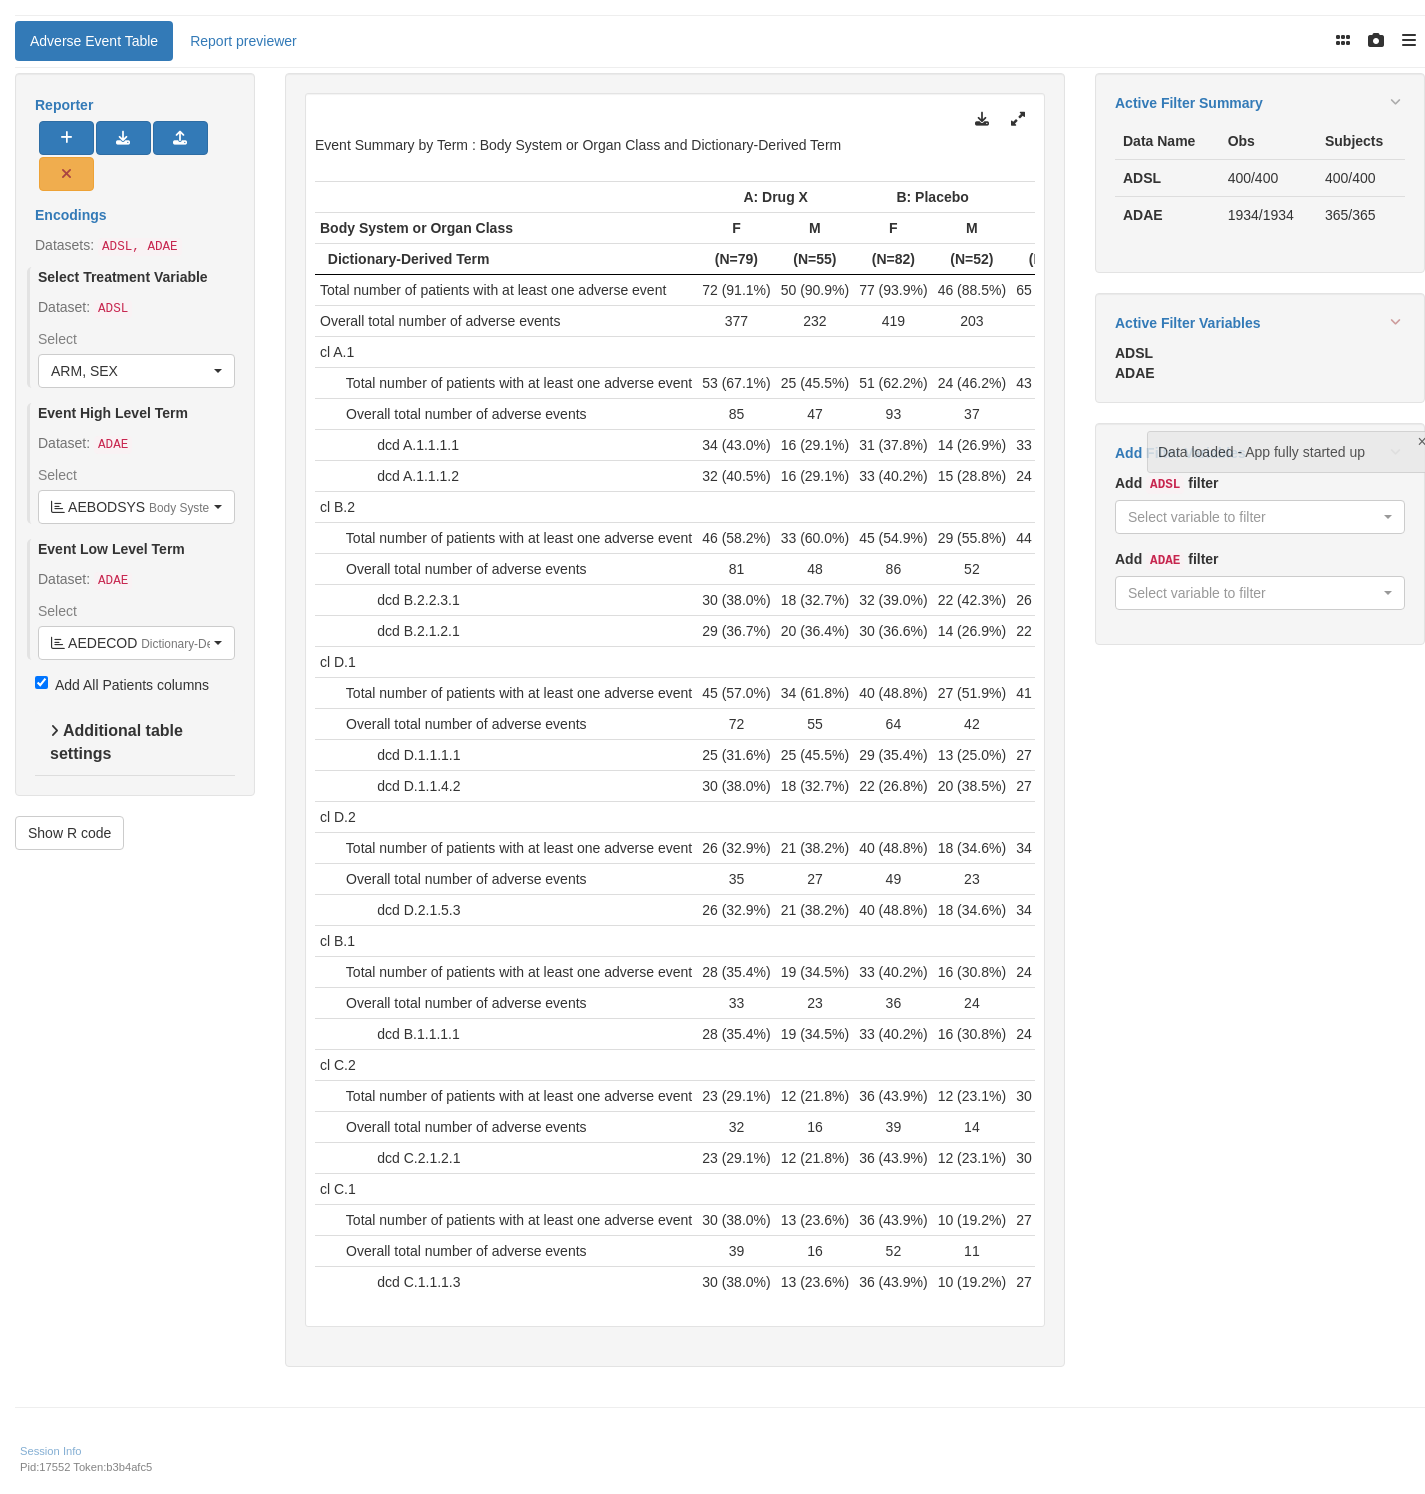 Adverse Event Table Report previewer
Reporter
Encodings
Datasets: ADSL, ADAE
Select Treatment Variable
Dataset: ADSL
Select
ARM, SEX
Event High Level Term
Dataset: ADAE
Select
AEBODSYS Body Syste
Event Low Level Term
Dataset: ADAE
Select
AEDECOD Dictionary-De
Add All Patients columns
Additional table
settings
Show R code
Event Summary by Term : Body System or Organ Class and Dictionary-Derived Term
A: Drug X B: Placebo
Body System or Organ Class F M F M
Dictionary-Derived Term (N=79) (N=55) (N=82) (N=52) (
Total number of patients with at least one adverse event 72 (91.1%) 50 (90.9%) 77 (93.9%) 46 (88.5%) 65
Overall total number of adverse events 377 232 419 203
cl A.1
Total number of patients with at least one adverse event 53 (67.1%) 25 (45.5%) 51 (62.2%) 24 (46.2%) 43
Overall total number of adverse events 85 47 93 37
dcd A.1.1.1.1 34 (43.0%) 16 (29.1%) 31 (37.8%) 14 (26.9%) 33
dcd A.1.1.1.2 32 (40.5%) 16 (29.1%) 33 (40.2%) 15 (28.8%) 24
cl B.2
Total number of patients with at least one adverse event 46 (58.2%) 33 (60.0%) 45 (54.9%) 29 (55.8%) 44
Overall total number of adverse events 81 48 86 52
dcd B.2.2.3.1 30 (38.0%) 18 (32.7%) 32 (39.0%) 22 (42.3%) 26
dcd B.2.1.2.1 29 (36.7%) 20 (36.4%) 30 (36.6%) 14 (26.9%) 22
cl D.1
Total number of patients with at least one adverse event 45 (57.0%) 34 (61.8%) 40 (48.8%) 27 (51.9%) 41
Overall total number of adverse events 72 55 64 42
dcd D.1.1.1.1 25 (31.6%) 25 (45.5%) 29 (35.4%) 13 (25.0%) 27
dcd D.1.1.4.2 30 (38.0%) 18 (32.7%) 22 (26.8%) 20 (38.5%) 27
cl D.2
Total number of patients with at least one adverse event 26 (32.9%) 21 (38.2%) 40 (48.8%) 18 (34.6%) 34
Overall total number of adverse events 35 27 49 23
dcd D.2.1.5.3 26 (32.9%) 21 (38.2%) 40 (48.8%) 18 (34.6%) 34
cl B.1
Total number of patients with at least one adverse event 28 (35.4%) 19 (34.5%) 33 (40.2%) 16 (30.8%) 24
Overall total number of adverse events 33 23 36 24
dcd B.1.1.1.1 28 (35.4%) 19 (34.5%) 33 (40.2%) 16 (30.8%) 24
cl C.2
Total number of patients with at least one adverse event 23 (29.1%) 12 (21.8%) 36 (43.9%) 12 (23.1%) 30
Overall total number of adverse events 32 16 39 14
dcd C.2.1.2.1 23 (29.1%) 12 (21.8%) 36 (43.9%) 12 (23.1%) 30
cl C.1
Total number of patients with at least one adverse event 30 (38.0%) 13 (23.6%) 36 (43.9%) 10 (19.2%) 27
Overall total number of adverse events 39 16 52 11
dcd C.1.1.1.3 30 (38.0%) 13 (23.6%) 36 (43.9%) 10 (19.2%) 27
Active Filter Summary
Data Name Obs Subjects
ADSL 400/400 400/400
ADAE 1934/1934 365/365
Active Filter Variables
ADSL
ADAE
Add
Data loaded - App fully started up ×
Add ADSL filter
Select variable to filter
Add ADAE filter
Select variable to filter
Session Info
Pid:17552 Token:b3b4afc5